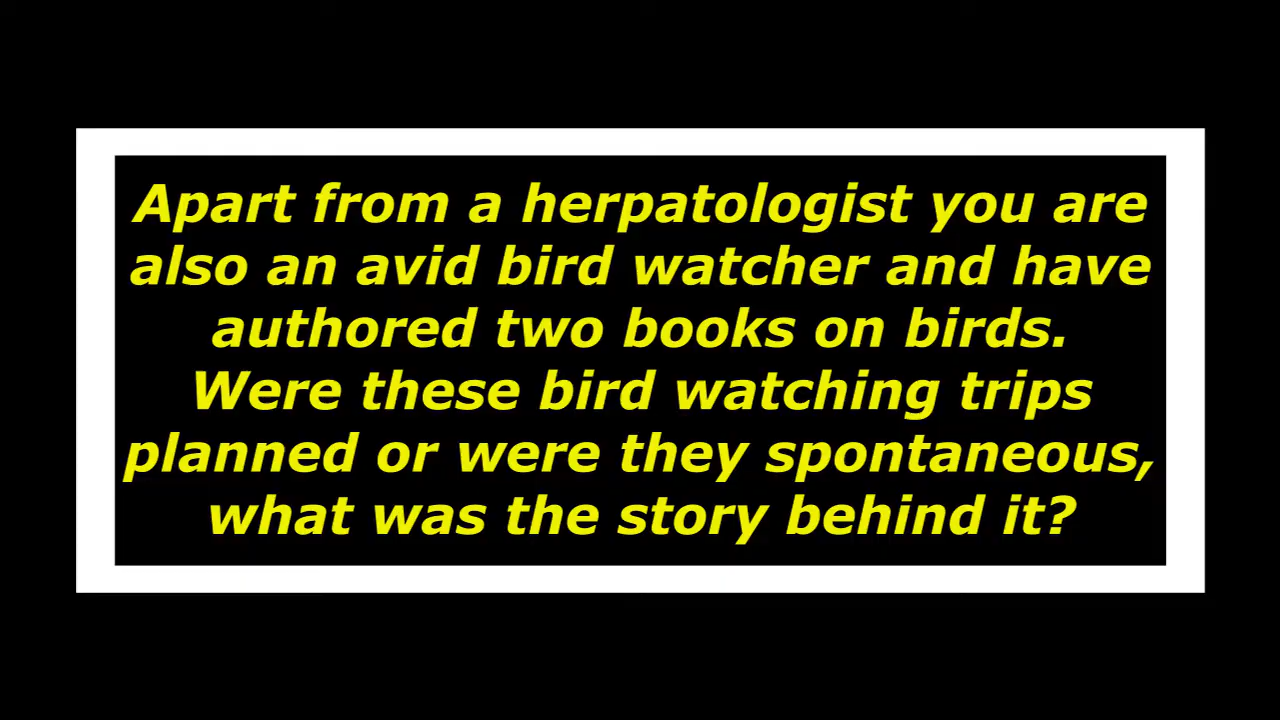 Apart from a herpatologist you are
also an avid bird watcher and have
authored two books on birds.
Were these bird watching trips
planned or were they spontaneous,
what was the story behind it?